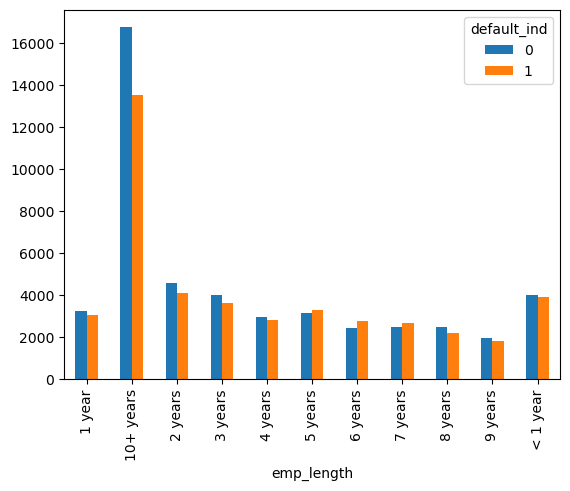 default_ind
0
1
16000
14000
12000
10000
8000
6000
4000
2000
0
1 year
10+ years
2 years
3 years
4 years
5 years
6 years
7 years
8 years
9 years
< 1 year
emp_length